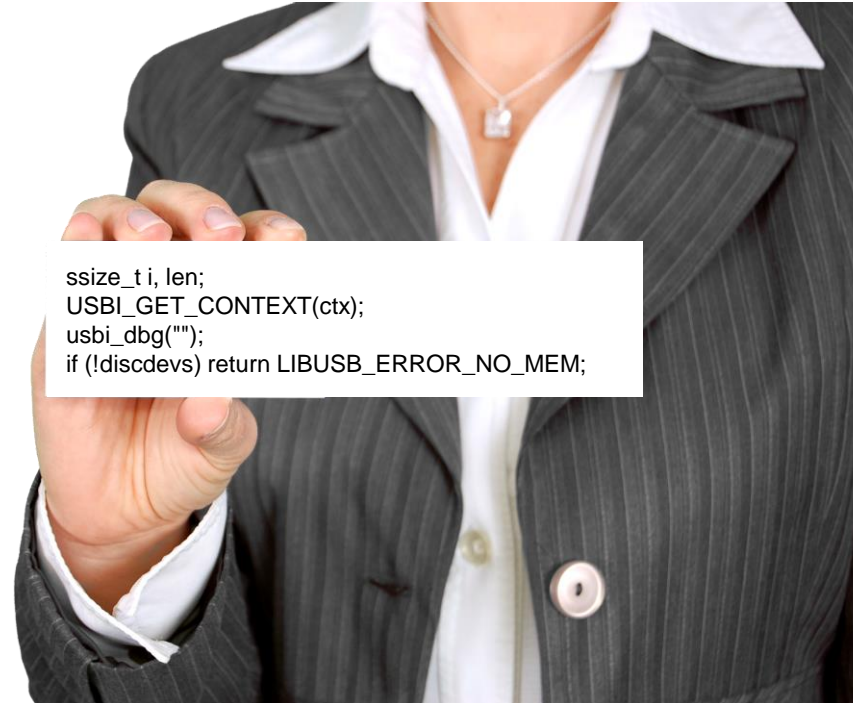 ssize_t i, len;
USBI_GET_CONTEXT(ctx);
usbi_dbg("");
if (!discdevs) return LIBUSB_ERROR_NO_MEM;